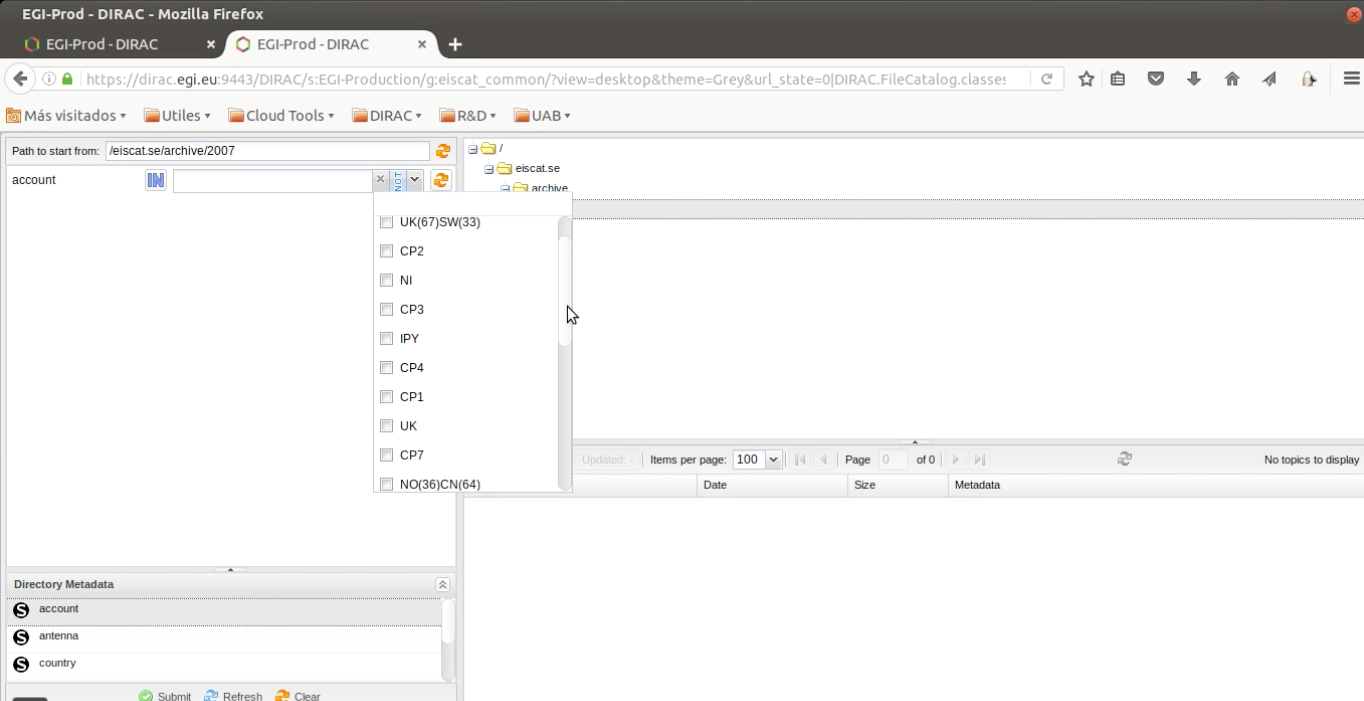 EGI-Prod - DIRAC - Mozilla Firefox
EGI-Prod - DIRAC
EGI-Prod - DIRAC
https://dirac.egi.eu:9443/DIRAC/s:EGI-Production/g:eiscat_common/?view=desktop&theme=Grey&url_state=0|DIRAC.FileCatalog.classes
Más visitados
Utiles
Cloud Tools
DIRAC
R&D
UAB
Path to start from: /eiscat.se/archive/2007
/
eiscat.se
archive
account
IN
NOT
UK(67)SW(33)
CP2
NI
CP3
IPY
CP4
CP1
UK
CP7
NO(36)CN(64)
Updated: -
Items per page: 100
Page 0 of 0
No topics to display
Date
Size
Metadata
Directory Metadata
S account
S antenna
S country
Submit
Refresh
Clear